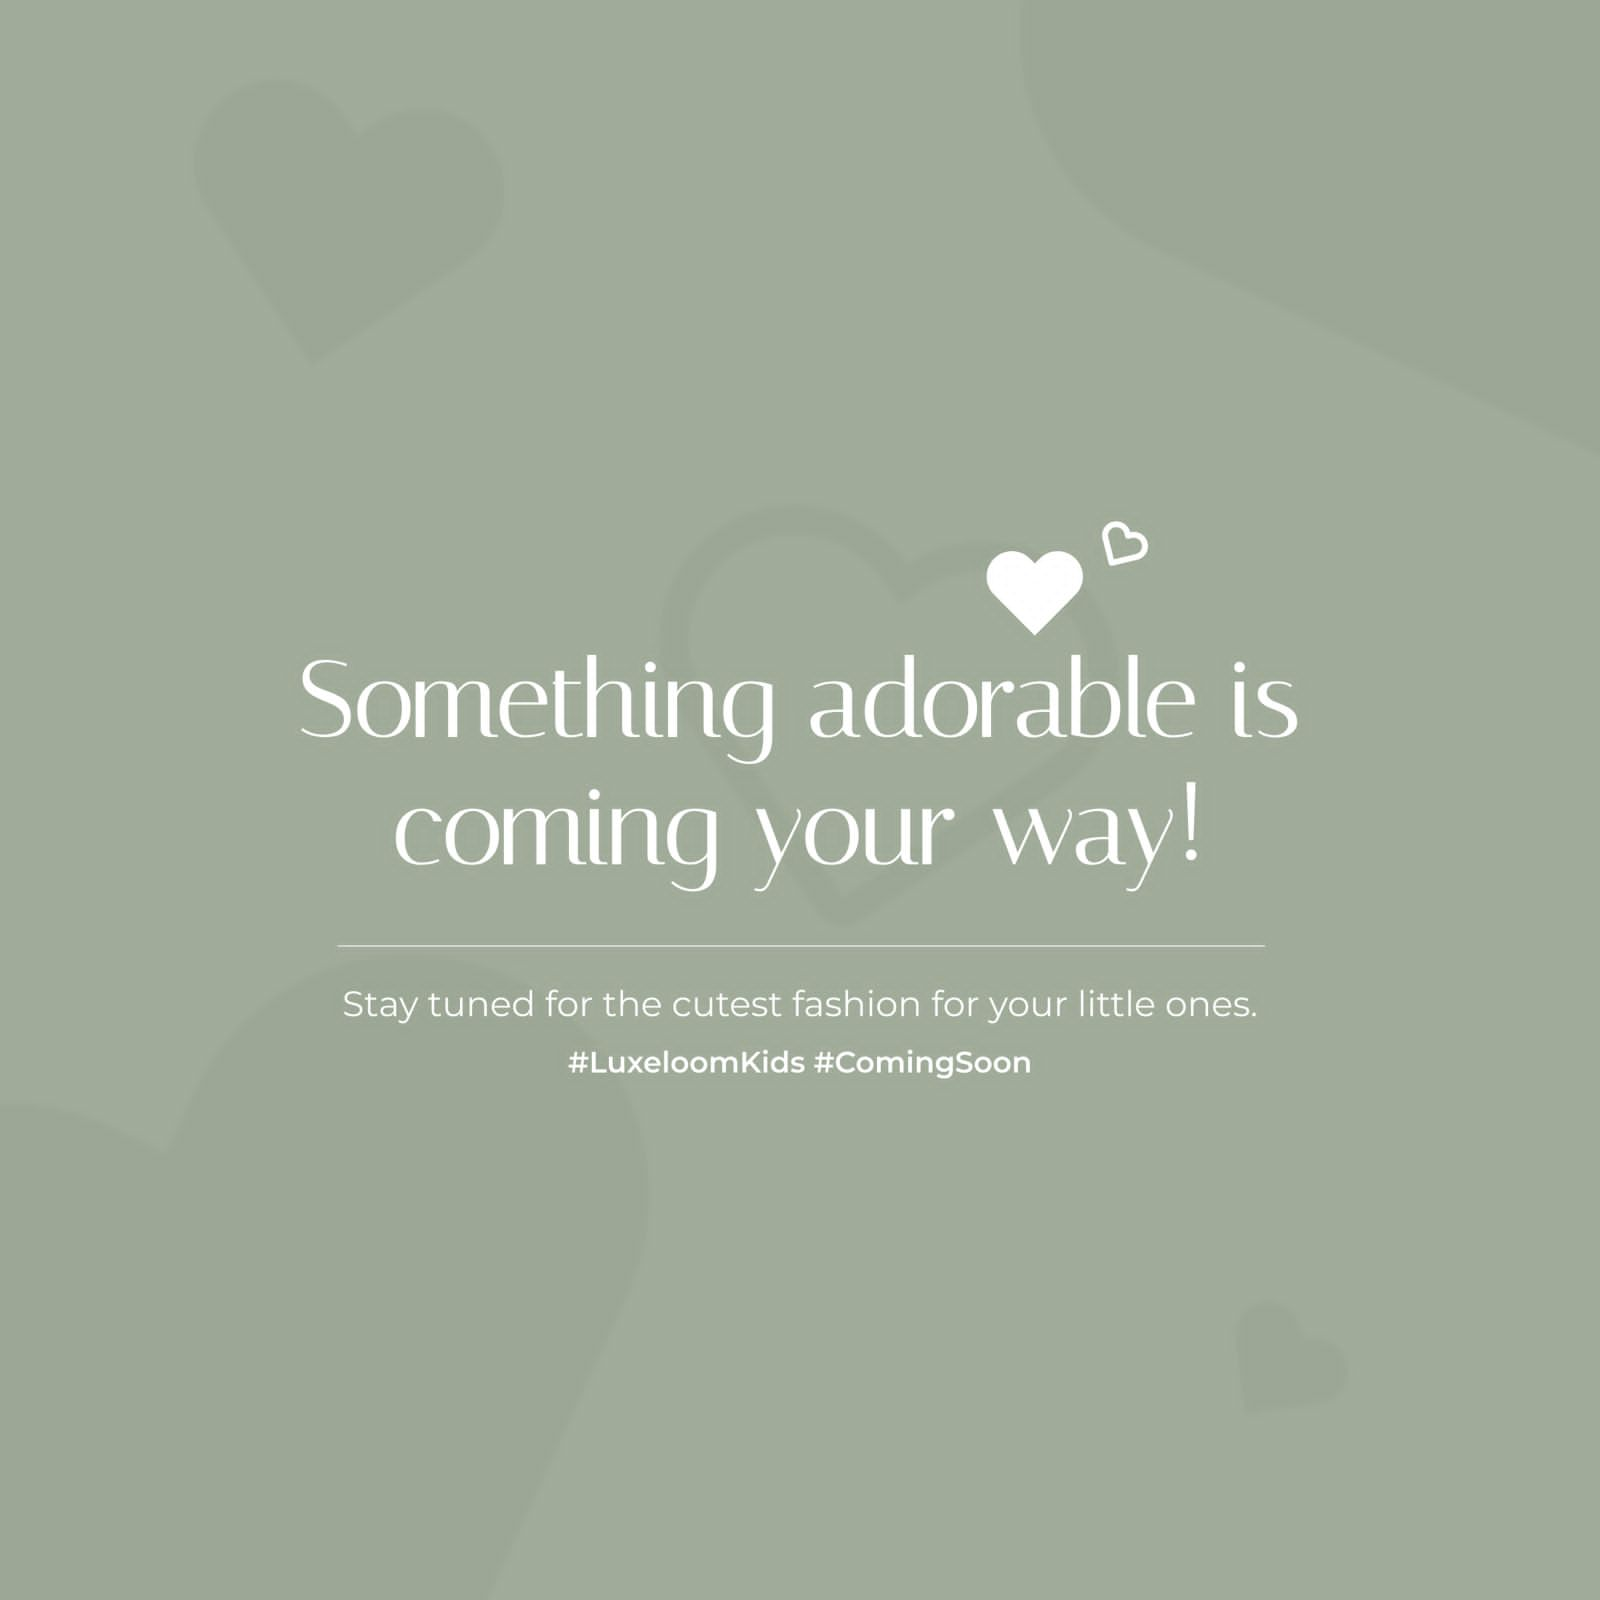 Something adorable is
coming your way!
Stay tuned for the cutest fashion for your little ones.
#LuxeloomKids #ComingSoon